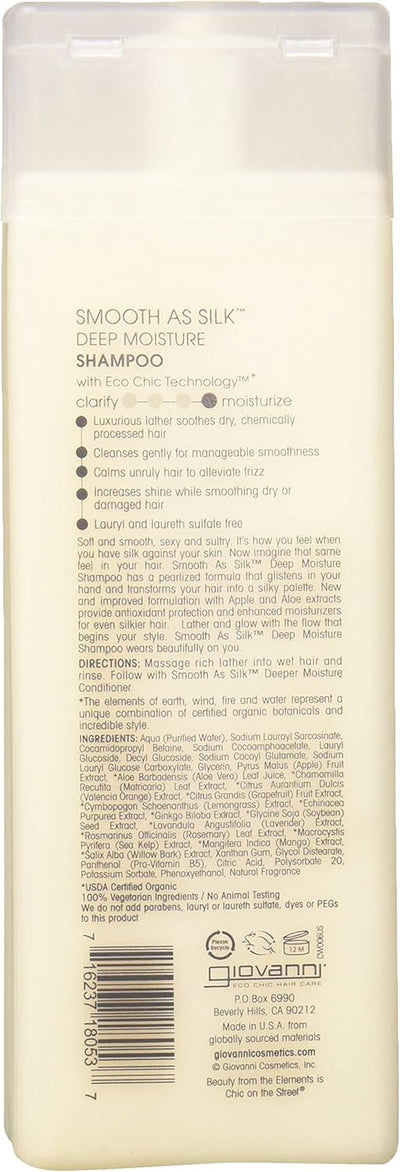 SMOOTH AS SILK™
DEEP MOISTURE
SHAMPOO
with Eco Chic Technology™⁺
clarify moisturize
Luxurious lather soothes dry, chemically
processed hair
Cleanses gently for manageable smoothness
Calms unruly hair to alleviate frizz
Increases shine while smoothing dry or
damaged hair
Lauryl and laureth sulfate free
Soft and smooth, sexy and sultry. It's how you feel when
you have silk against your skin. Now imagine that same
feel in your hair. Smooth As Silk™ Deep Moisture
Shampoo has a pearlized formula that glistens in your
hand and transforms your hair into a silky palette. New
and improved formulation with Apple and Aloe extracts
provide antioxidant protection and enhanced moisturizers
for even silkier hair. Lather and glow with the flow that
begins your style. Smooth As Silk™ Deep Moisture
Shampoo wears beautifully on you.
DIRECTIONS: Massage rich lather into wet hair and
rinse. Follow with Smooth As Silk™ Deeper Moisture
Conditioner.
⁺The elements of earth, wind, fire and water represent a
unique combination of certified organic botanicals and
incredible style.
INGREDIENTS: Aqua (Purified Water), Sodium Lauroyl Sarcosinate,
Cocamidopropyl Betaine, Sodium Cocoamphoacetate, Lauryl
Glucoside, Decyl Glucoside, Sodium Cocoyl Glutamate, Sodium
Lauryl Glucose Carboxylate, Glycerin, Pyrus Malus (Apple) Fruit
Extract, *Aloe Barbadensis (Aloe Vera) Leaf Juice, *Chamomilla
Recutita (Matricaria) Leaf Extract, *Citrus Aurantium Dulcis
(Valencia Orange) Extract, *Citrus Grandis (Grapefruit) Fruit Extract,
*Cymbopogon Schoenanthus (Lemongrass) Extract, *Echinacea
Purpurea Extract, *Ginkgo Biloba Extract, *Glycine Soja (Soybean)
Seed Extract, *Lavandula Angustifolia (Lavender) Extract,
*Rosmarinus Officinalis (Rosemary) Leaf Extract, *Macrocystis
Pyrifera (Sea Kelp) Extract, *Mangifera Indica (Mango) Extract,
*Salix Alba (Willow Bark) Extract, Xanthan Gum, Glycol Distearate,
Panthenol (Pro-Vitamin B5), Citric Acid, Polysorbate 20,
Potassium Sorbate, Phenoxyethanol, Natural Fragrance
*USDA Certified Organic
100% Vegetarian Ingredients / No Animal Testing
We do not add parabens, lauryl or laureth sulfate, dyes or PEGs
to this product
7 16237 18053 7
Please
Recycle
12 M
CW006US
giovanni®
ECO CHIC HAIR CARE
P.O.Box 6990
Beverly Hills, CA 90212
Made in U.S.A. from
globally sourced materials
giovannicosmetics.com
© Giovanni Cosmetics, Inc.
Beauty from the Elements is
Chic on the Street®